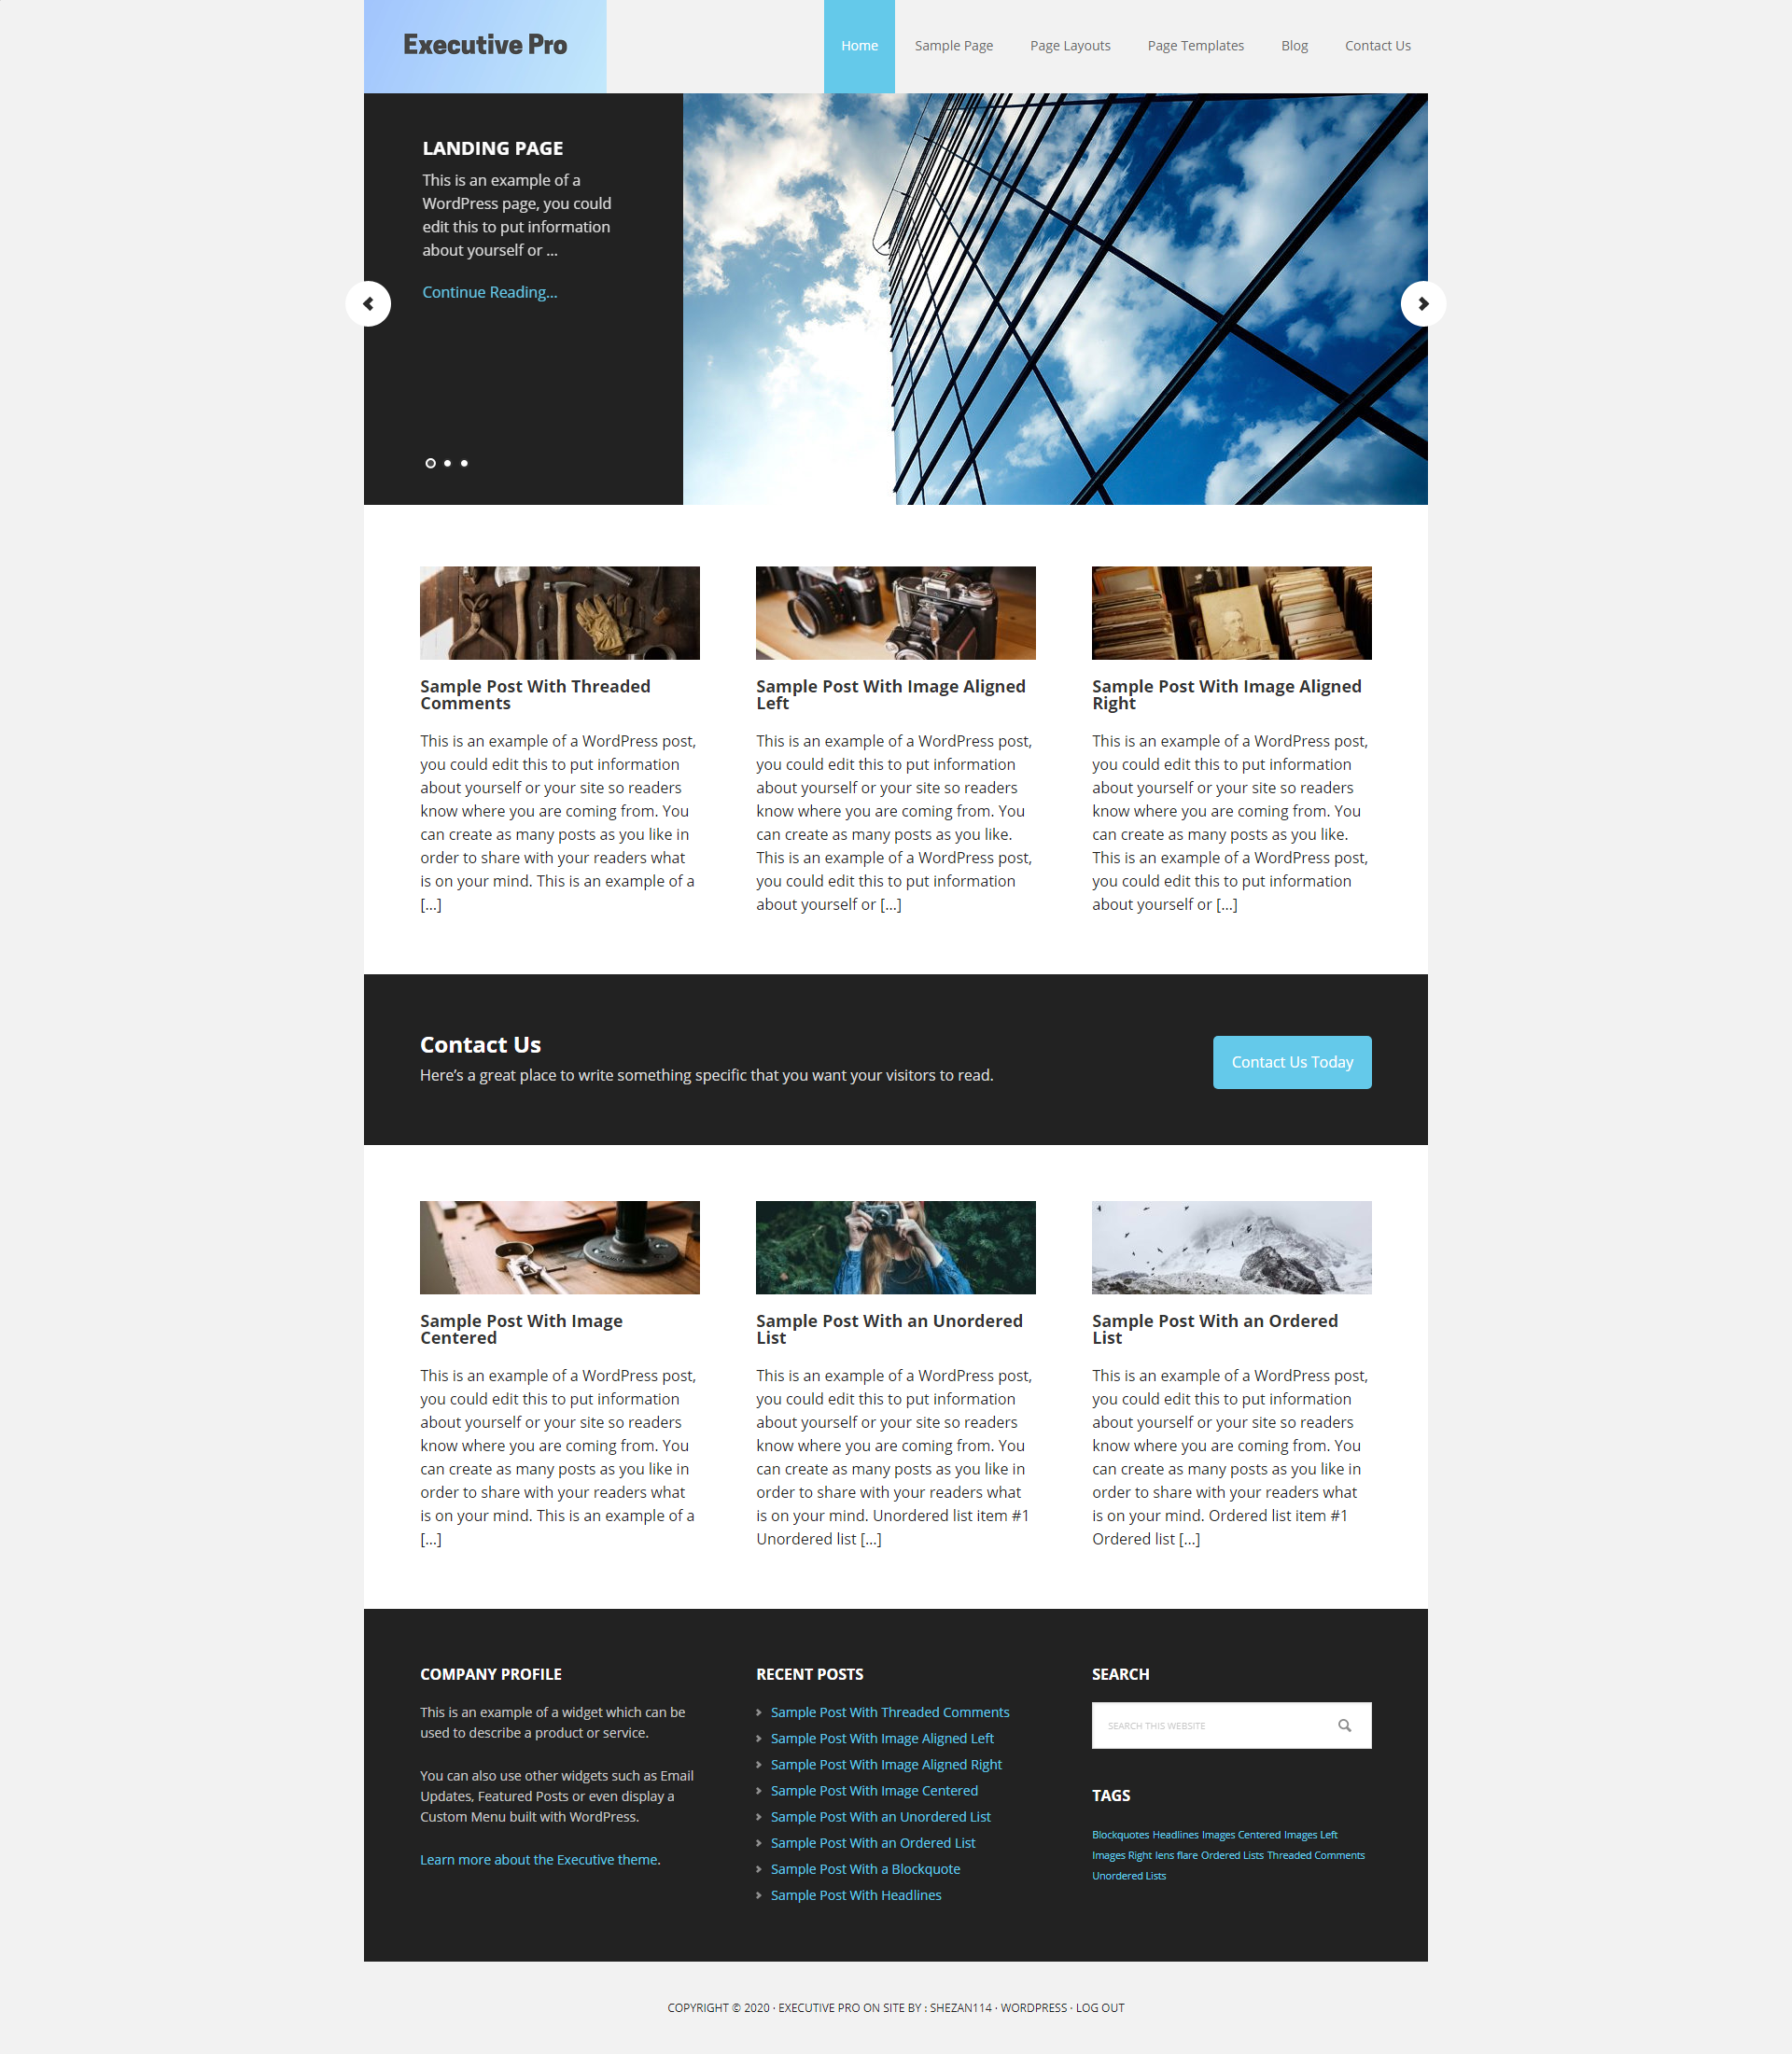 Executive Pro
Home Sample Page Page Layouts Page Templates Blog Contact Us
LANDING PAGE
This is an example of a
WordPress page, you could
edit this to put information
about yourself or ...
Continue Reading...
Sample Post With Threaded
Comments
This is an example of a WordPress post,
you could edit this to put information
about yourself or your site so readers
know where you are coming from. You
can create as many posts as you like in
order to share with your readers what
is on your mind. This is an example of a
[...]
Sample Post With Image Aligned
Left
This is an example of a WordPress post,
you could edit this to put information
about yourself or your site so readers
know where you are coming from. You
can create as many posts as you like.
This is an example of a WordPress post,
you could edit this to put information
about yourself or [...]
Sample Post With Image Aligned
Right
This is an example of a WordPress post,
you could edit this to put information
about yourself or your site so readers
know where you are coming from. You
can create as many posts as you like.
This is an example of a WordPress post,
you could edit this to put information
about yourself or [...]
Contact Us
Here’s a great place to write something specific that you want your visitors to read.
Contact Us Today
Sample Post With Image
Centered
This is an example of a WordPress post,
you could edit this to put information
about yourself or your site so readers
know where you are coming from. You
can create as many posts as you like in
order to share with your readers what
is on your mind. This is an example of a
[...]
Sample Post With an Unordered
List
This is an example of a WordPress post,
you could edit this to put information
about yourself or your site so readers
know where you are coming from. You
can create as many posts as you like in
order to share with your readers what
is on your mind. Unordered list item #1
Unordered list [...]
Sample Post With an Ordered
List
This is an example of a WordPress post,
you could edit this to put information
about yourself or your site so readers
know where you are coming from. You
can create as many posts as you like in
order to share with your readers what
is on your mind. Ordered list item #1
Ordered list [...]
COMPANY PROFILE
This is an example of a widget which can be
used to describe a product or service.
You can also use other widgets such as Email
Updates, Featured Posts or even display a
Custom Menu built with WordPress.
Learn more about the Executive theme.
RECENT POSTS
Sample Post With Threaded Comments
Sample Post With Image Aligned Left
Sample Post With Image Aligned Right
Sample Post With Image Centered
Sample Post With an Unordered List
Sample Post With an Ordered List
Sample Post With a Blockquote
Sample Post With Headlines
SEARCH
SEARCH THIS WEBSITE
TAGS
Blockquotes Headlines Images Centered Images Left
Images Right lens flare Ordered Lists Threaded Comments
Unordered Lists
COPYRIGHT © 2020 · EXECUTIVE PRO ON SITE BY : SHEZAN114 · WORDPRESS · LOG OUT